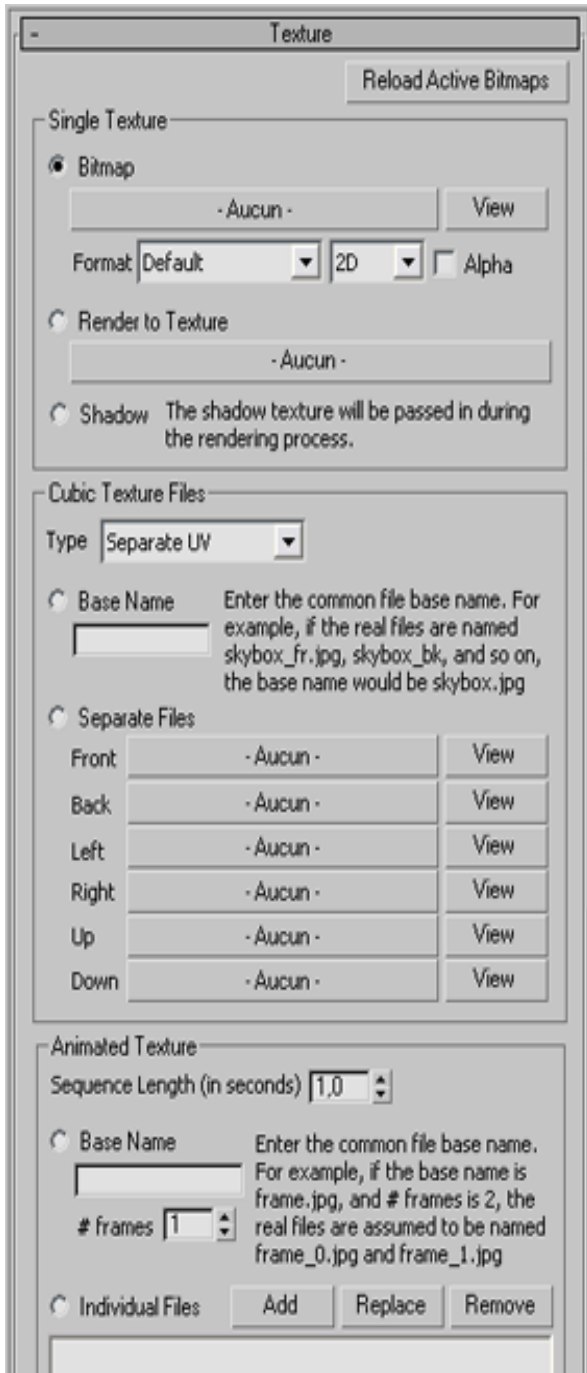 - Texture
Reload Active Bitmaps
Single Texture
Bitmap
- Aucun - View
Format Default 2D Alpha
Render to Texture
- Aucun -
Shadow The shadow texture will be passed in during
the rendering process.
Cubic Texture Files
Type Separate UV
Base Name Enter the common file base name. For
example, if the real files are named
skybox_fr.jpg, skybox_bk, and so on,
the base name would be skybox.jpg
Separate Files
Front - Aucun - View
Back - Aucun - View
Left - Aucun - View
Right - Aucun - View
Up - Aucun - View
Down - Aucun - View
Animated Texture
Sequence Length (in seconds) 1,0
Base Name Enter the common file base name.
For example, if the base name is
frame.jpg, and # frames is 2, the
# frames 1 real files are assumed to be named
frame_0.jpg and frame_1.jpg
Individual Files Add Replace Remove